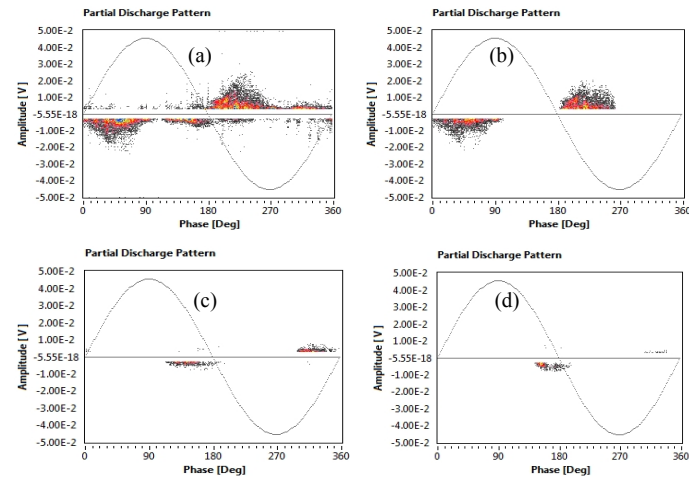 Partial Discharge Pattern
5.00E-2
4.00E-2
3.00E-2
2.00E-2
1.00E-2
-5.55E-18
-1.00E-2
-2.00E-2
-3.00E-2
-4.00E-2
-5.00E-2
Amplitude [V]
(a)
0 90 180 270 360
Phase [Deg]
Partial Discharge Pattern
5.00E-2
4.00E-2
3.00E-2
2.00E-2
1.00E-2
-5.55E-18
-1.00E-2
-2.00E-2
-3.00E-2
-4.00E-2
-5.00E-2
Amplitude [V]
(b)
0 90 180 270 360
Phase [Deg]
Partial Discharge Pattern
5.00E-2
4.00E-2
3.00E-2
2.00E-2
1.00E-2
-5.55E-18
-1.00E-2
-2.00E-2
-3.00E-2
-4.00E-2
-5.00E-2
Amplitude [V]
(c)
0 90 180 270 360
Phase [Deg]
Partial Discharge Pattern
5.00E-2
4.00E-2
3.00E-2
2.00E-2
1.00E-2
-5.55E-18
-1.00E-2
-2.00E-2
-3.00E-2
-4.00E-2
-5.00E-2
Amplitude [V]
(d)
0 90 180 270 360
Phase [Deg]